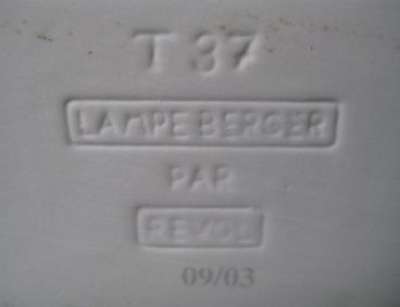 T 37
LAMPE BERGER
PAR
REVOL
09/03